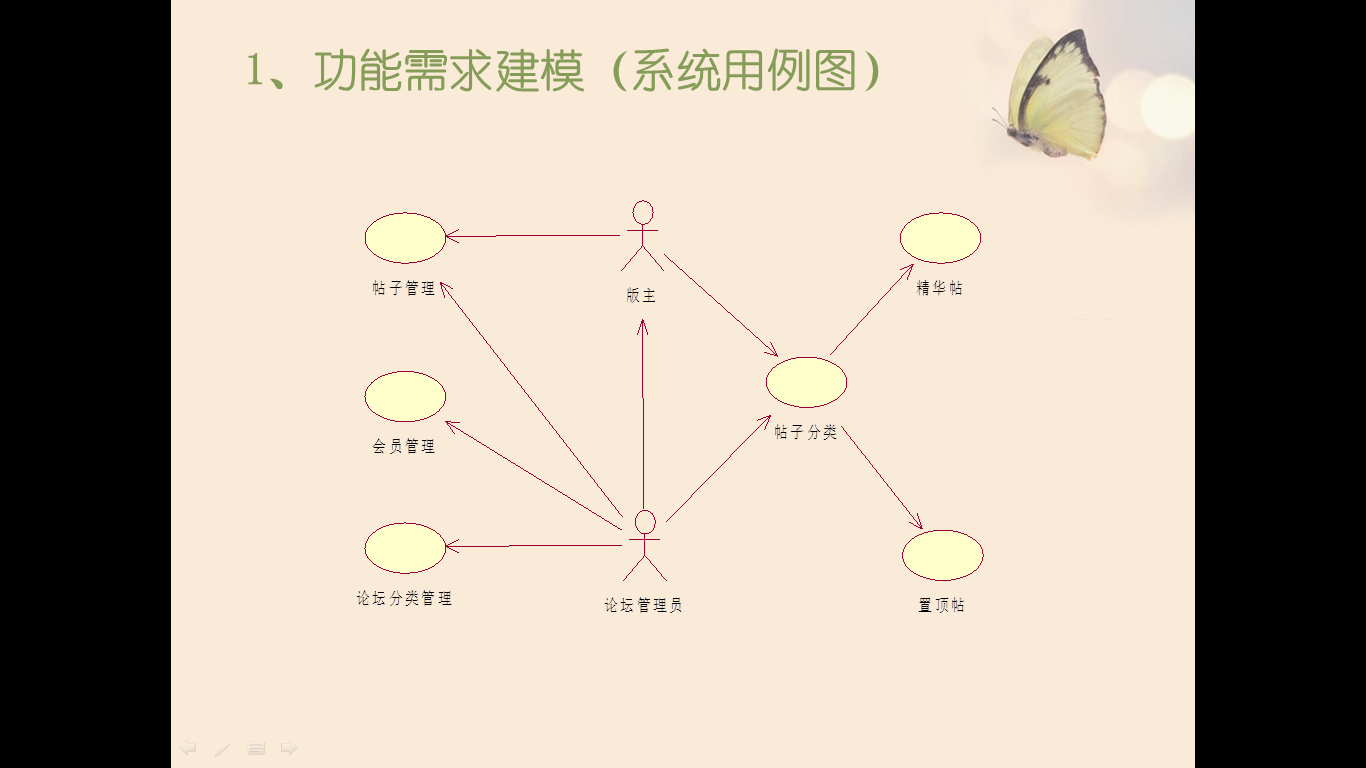 1、功能需求建模（系统用例图）
帖子管理
版主
精华帖
会员管理
帖子分类
论坛分类管理
论坛管理员
置顶帖